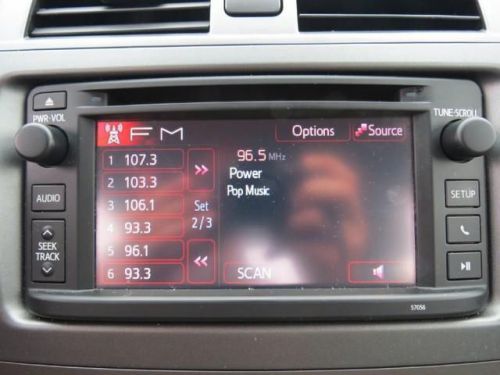 PWR•VOL
TUNE•SCROLL
FM
Options
Source
1 107.3
2 103.3
3 106.1
4 93.3
5 96.1
6 93.3
>>
Set
2/3
<<
96.5 MHz
Power
Pop Music
SCAN
AUDIO
SEEK
TRACK
SETUP
57056